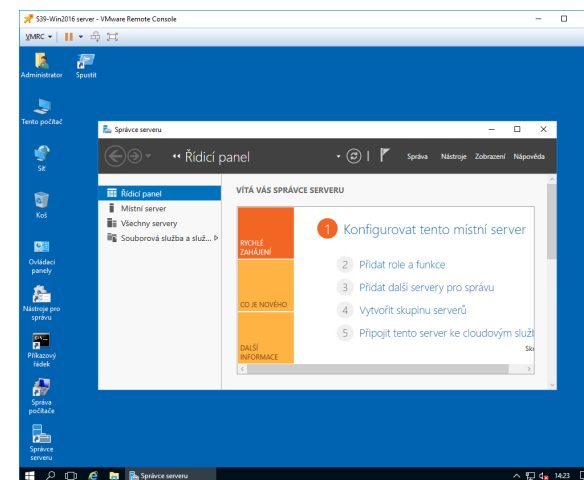 S39-Win2016 server - VMware Remote Console
VMRC
Administrator
Spustit
Tento počítač
Síť
Koš
Ovládací
panely
Nástroje pro
správu
Příkazový
řádek
Správa
počítače
Správce
serveru
Správce serveru
Řídicí panel
Správa
Nástroje
Zobrazení
Nápověda
Řídicí panel
Místní server
Všechny servery
Souborová služba a služ...
VÍTÁ VÁS SPRÁVCE SERVERU
RYCHLÉ
ZAHÁJENÍ
CO JE NOVÉHO
DALŠÍ
INFORMACE
1 Konfigurovat tento místní server
2 Přidat role a funkce
3 Přidat další servery pro správu
4 Vytvořit skupinu serverů
5 Připojit tento server ke cloudovým služb
Skr
Správce serveru
14:23